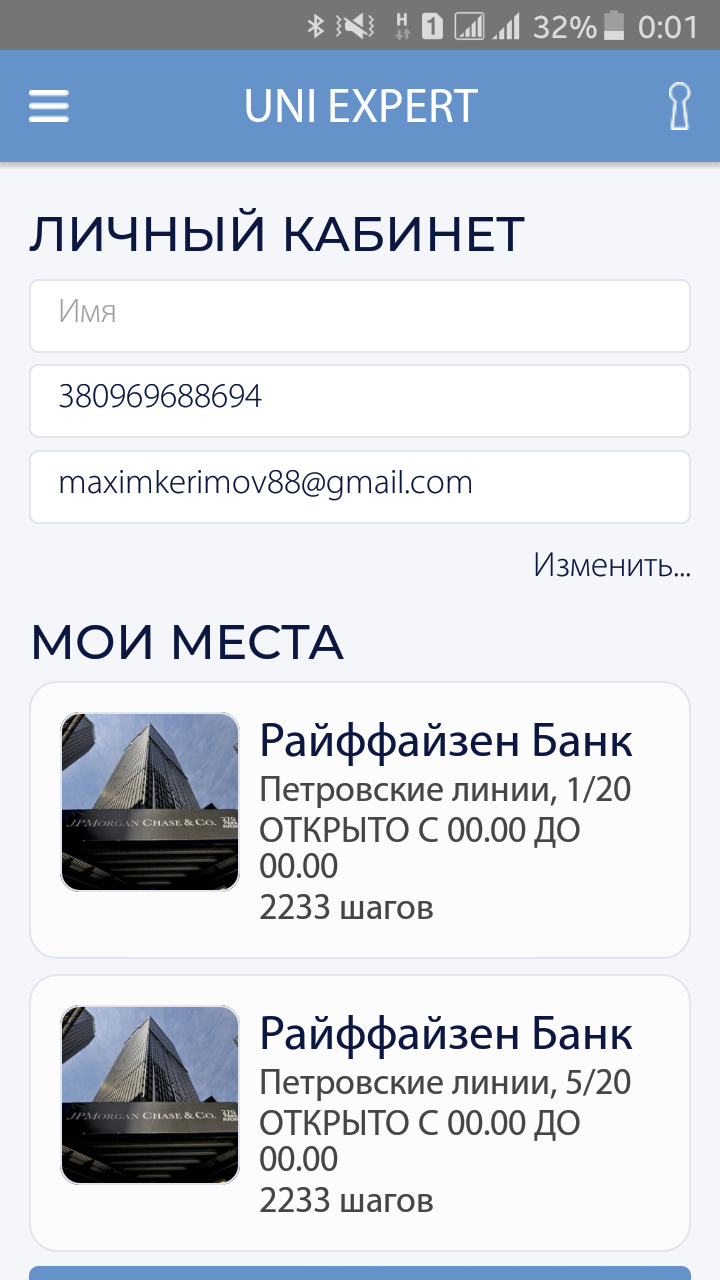 H
1
32%
0:01
UNI EXPERT
ЛИЧНЫЙ КАБИНЕТ
Имя
380969688694
maximkerimov88@gmail.com
Изменить...
МОИ МЕСТА
JPMORGAN CHASE & CO.
270
Райффайзен Банк
Петровские линии, 1/20
ОТКРЫТО С 00.00 ДО
00.00
2233 шагов
JPMORGAN CHASE & CO.
270
Райффайзен Банк
Петровские линии, 5/20
ОТКРЫТО С 00.00 ДО
00.00
2233 шагов